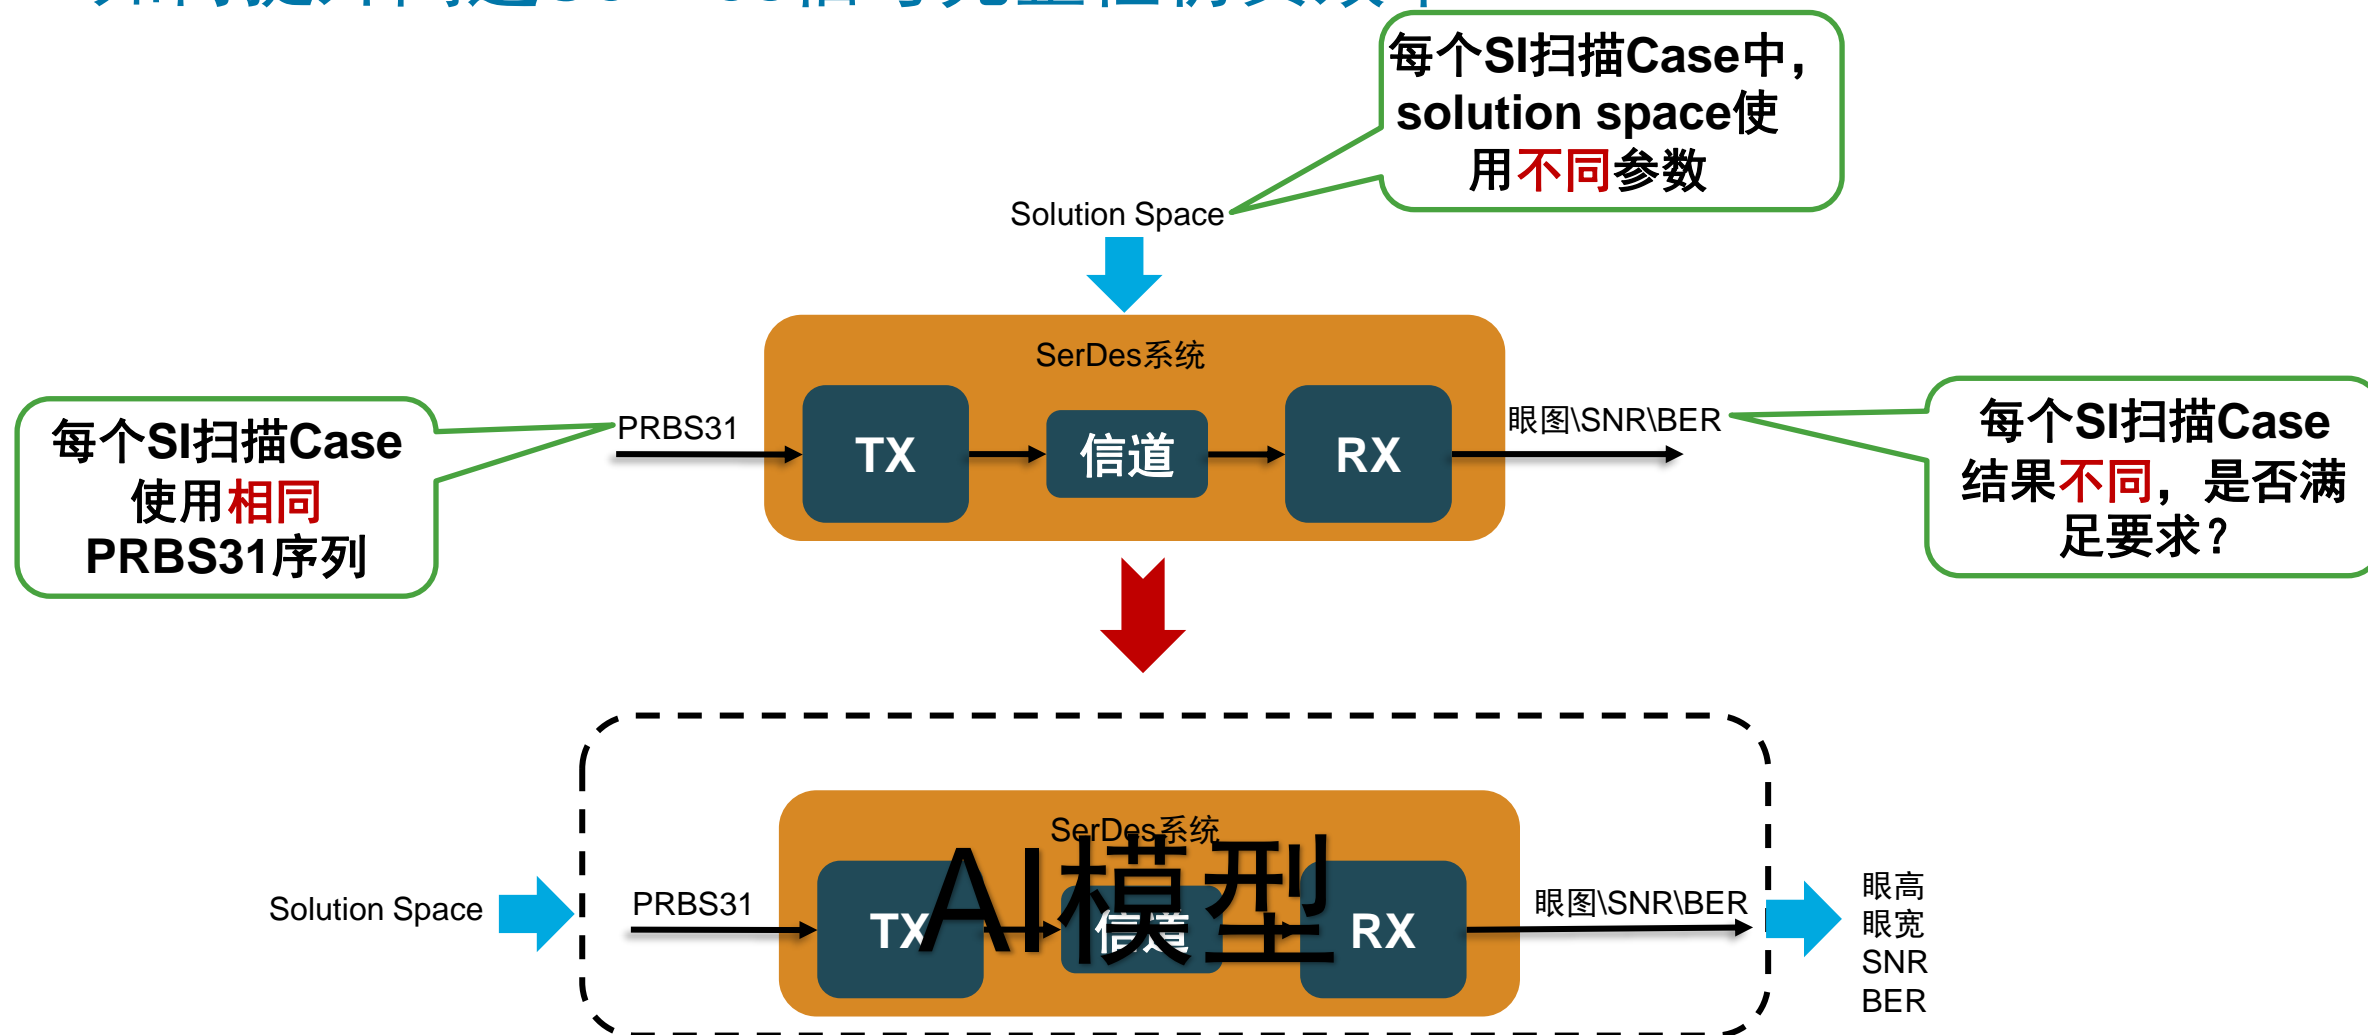 每个SI扫描Case中，
solution space使
用不同参数
Solution Space
SerDes系统
每个SI扫描Case
使用相同
PRBS31序列
PRBS31
TX
信道
RX
眼图\SNR\BER
每个SI扫描Case
结果不同，是否满
足要求？
SerDes系统
AI模型
Solution Space
PRBS31
TX
信道
RX
眼图\SNR\BER
眼高
眼宽
SNR
BER